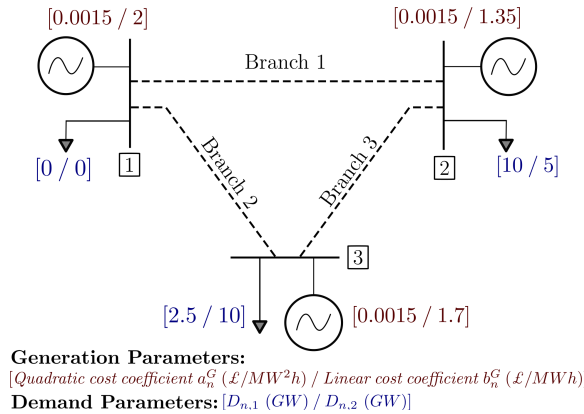 [0.0015 / 2]
[0.0015 / 1.35]
Branch 1
[0 / 0]
1
Branch 2
Branch 3
2
[10 / 5]
3
[2.5 / 10]
[0.0015 / 1.7]
Generation Parameters:
[Quadratic cost coefficient a_n^G (£/MW²h) / Linear cost coefficient b_n^G (£/MWh)
Demand Parameters: [D_{n,1} (GW) / D_{n,2} (GW)]